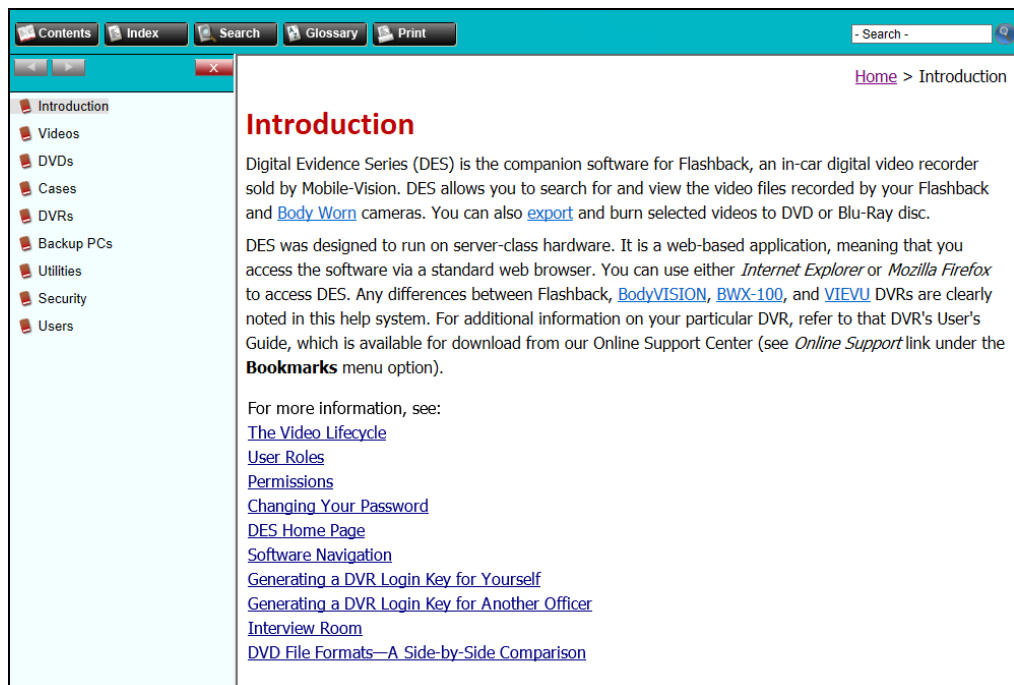 Contents Index Search Glossary Print - Search -
X
Home > Introduction
Introduction
Videos
DVDs
Cases
DVRs
Backup PCs
Utilities
Security
Users
Introduction
Digital Evidence Series (DES) is the companion software for Flashback, an in-car digital video recorder
sold by Mobile-Vision. DES allows you to search for and view the video files recorded by your Flashback
and Body Worn cameras. You can also export and burn selected videos to DVD or Blu-Ray disc.
DES was designed to run on server-class hardware. It is a web-based application, meaning that you
access the software via a standard web browser. You can use either Internet Explorer or Mozilla Firefox
to access DES. Any differences between Flashback, BodyVISION, BWX-100, and VIEVU DVRs are clearly
noted in this help system. For additional information on your particular DVR, refer to that DVR's User's
Guide, which is available for download from our Online Support Center (see Online Support link under the
Bookmarks menu option).
For more information, see:
The Video Lifecycle
User Roles
Permissions
Changing Your Password
DES Home Page
Software Navigation
Generating a DVR Login Key for Yourself
Generating a DVR Login Key for Another Officer
Interview Room
DVD File Formats—A Side-by-Side Comparison